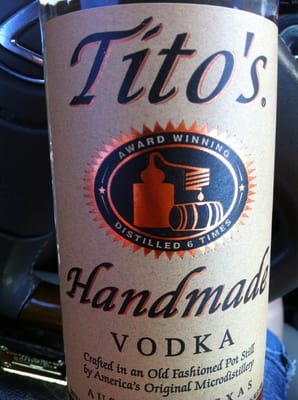 Tito's®
AWARD WINNING
DISTILLED 6 TIMES
Handmade
VODKA
Crafted in an Old Fashioned Pot Still
by America's Original Microdistillery